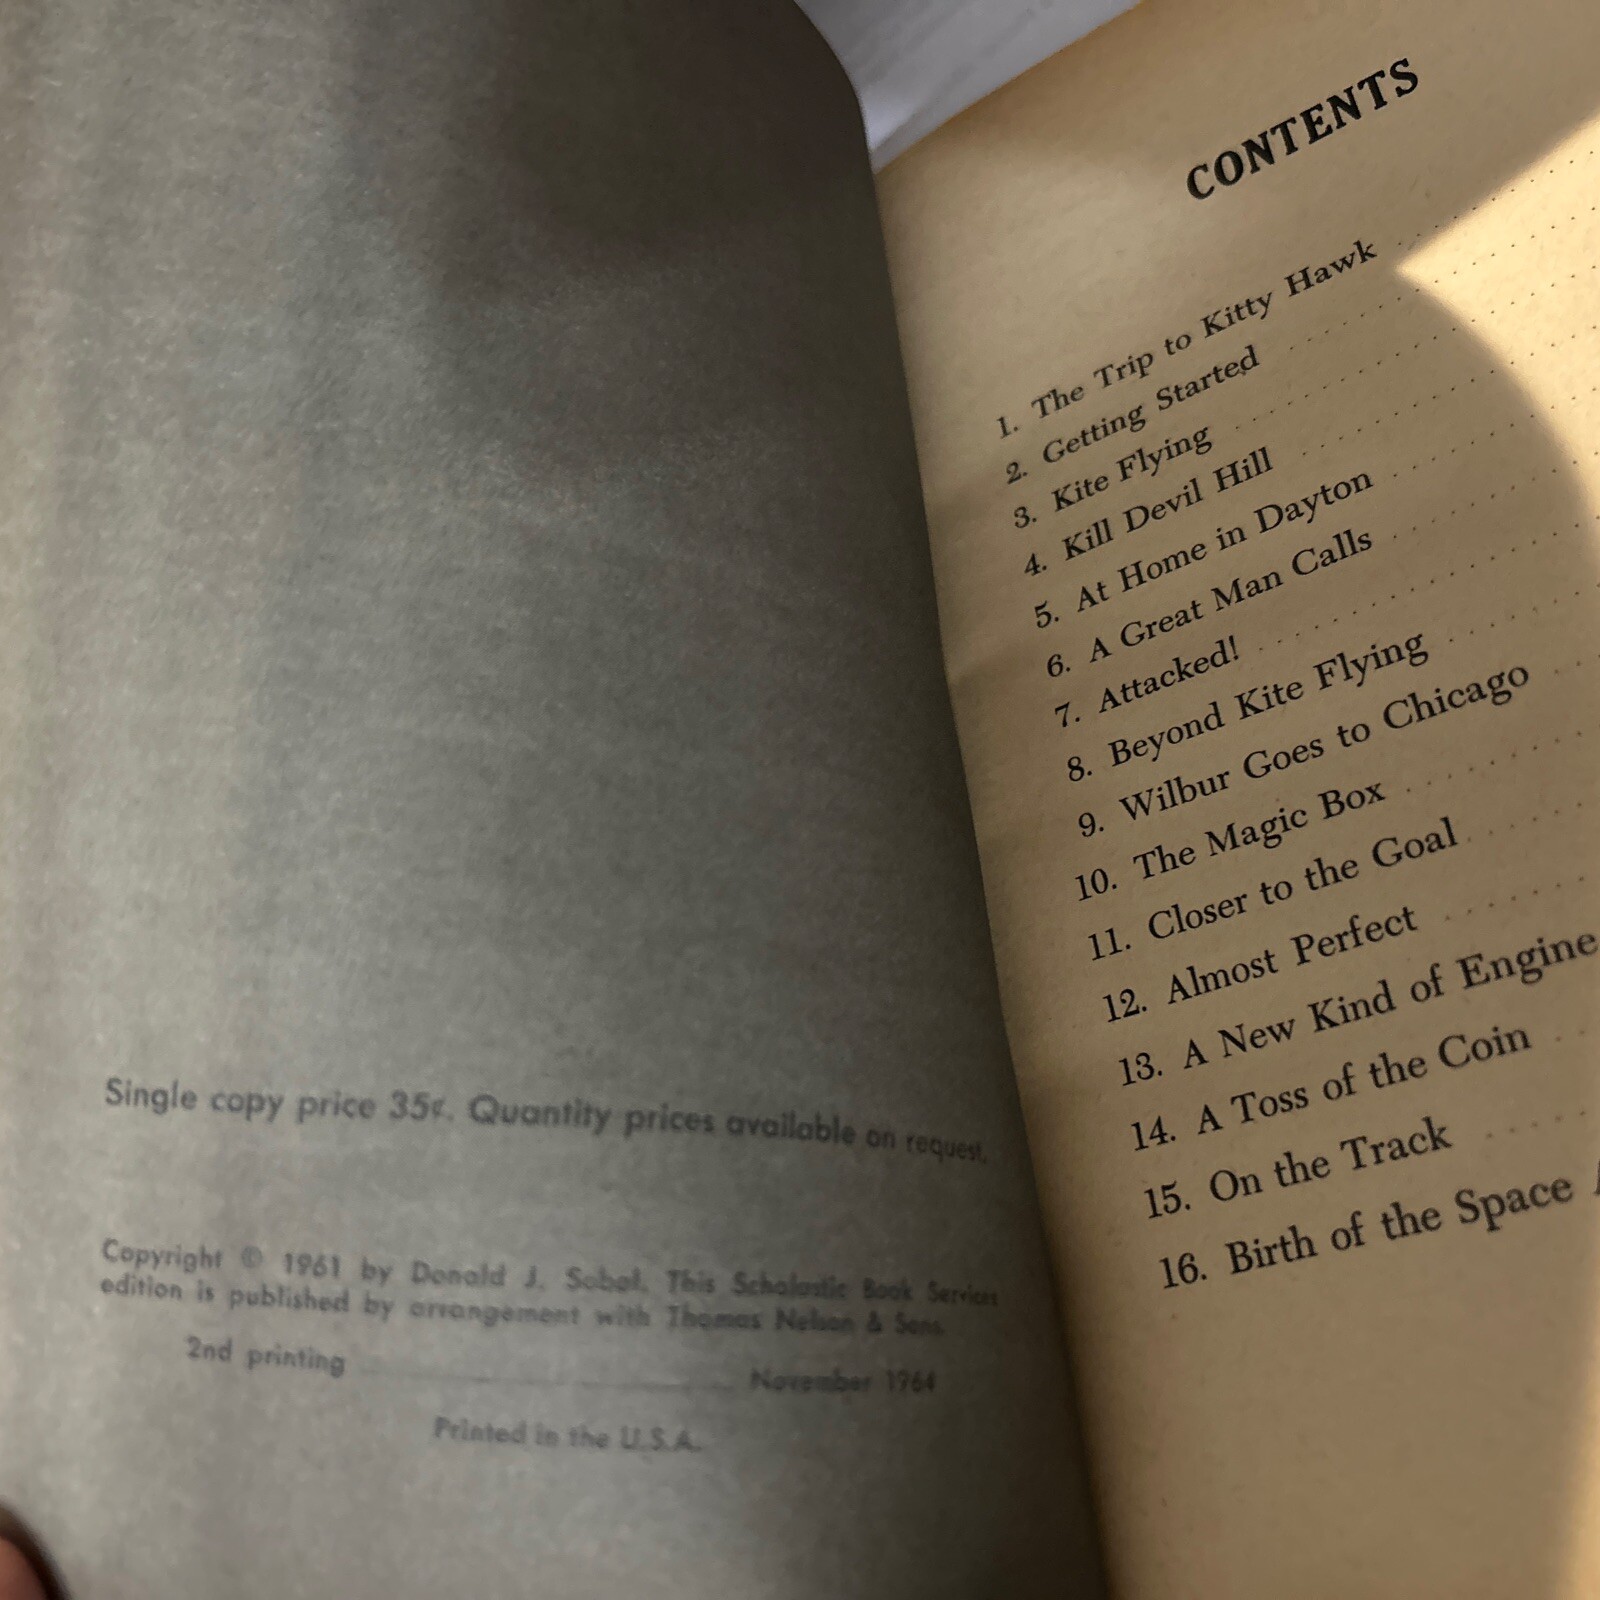 Single copy price 35¢. Quantity prices available on request.
Copyright © 1961 by Donald J. Sobol. This Scholastic Book Services
edition is published by arrangement with Thomas Nelson & Sons
2nd printing November 1964
Printed in the U.S.A.
CONTENTS
1. The Trip to Kitty Hawk
2. Getting Started
3. Kite Flying
4. Kill Devil Hill
5. At Home in Dayton
6. A Great Man Calls
7. Attacked!
8. Beyond Kite Flying
9. Wilbur Goes to Chicago
10. The Magic Box
11. Closer to the Goal
12. Almost Perfect
13. A New Kind of Engine
14. A Toss of the Coin
15. On the Track
16. Birth of the Space